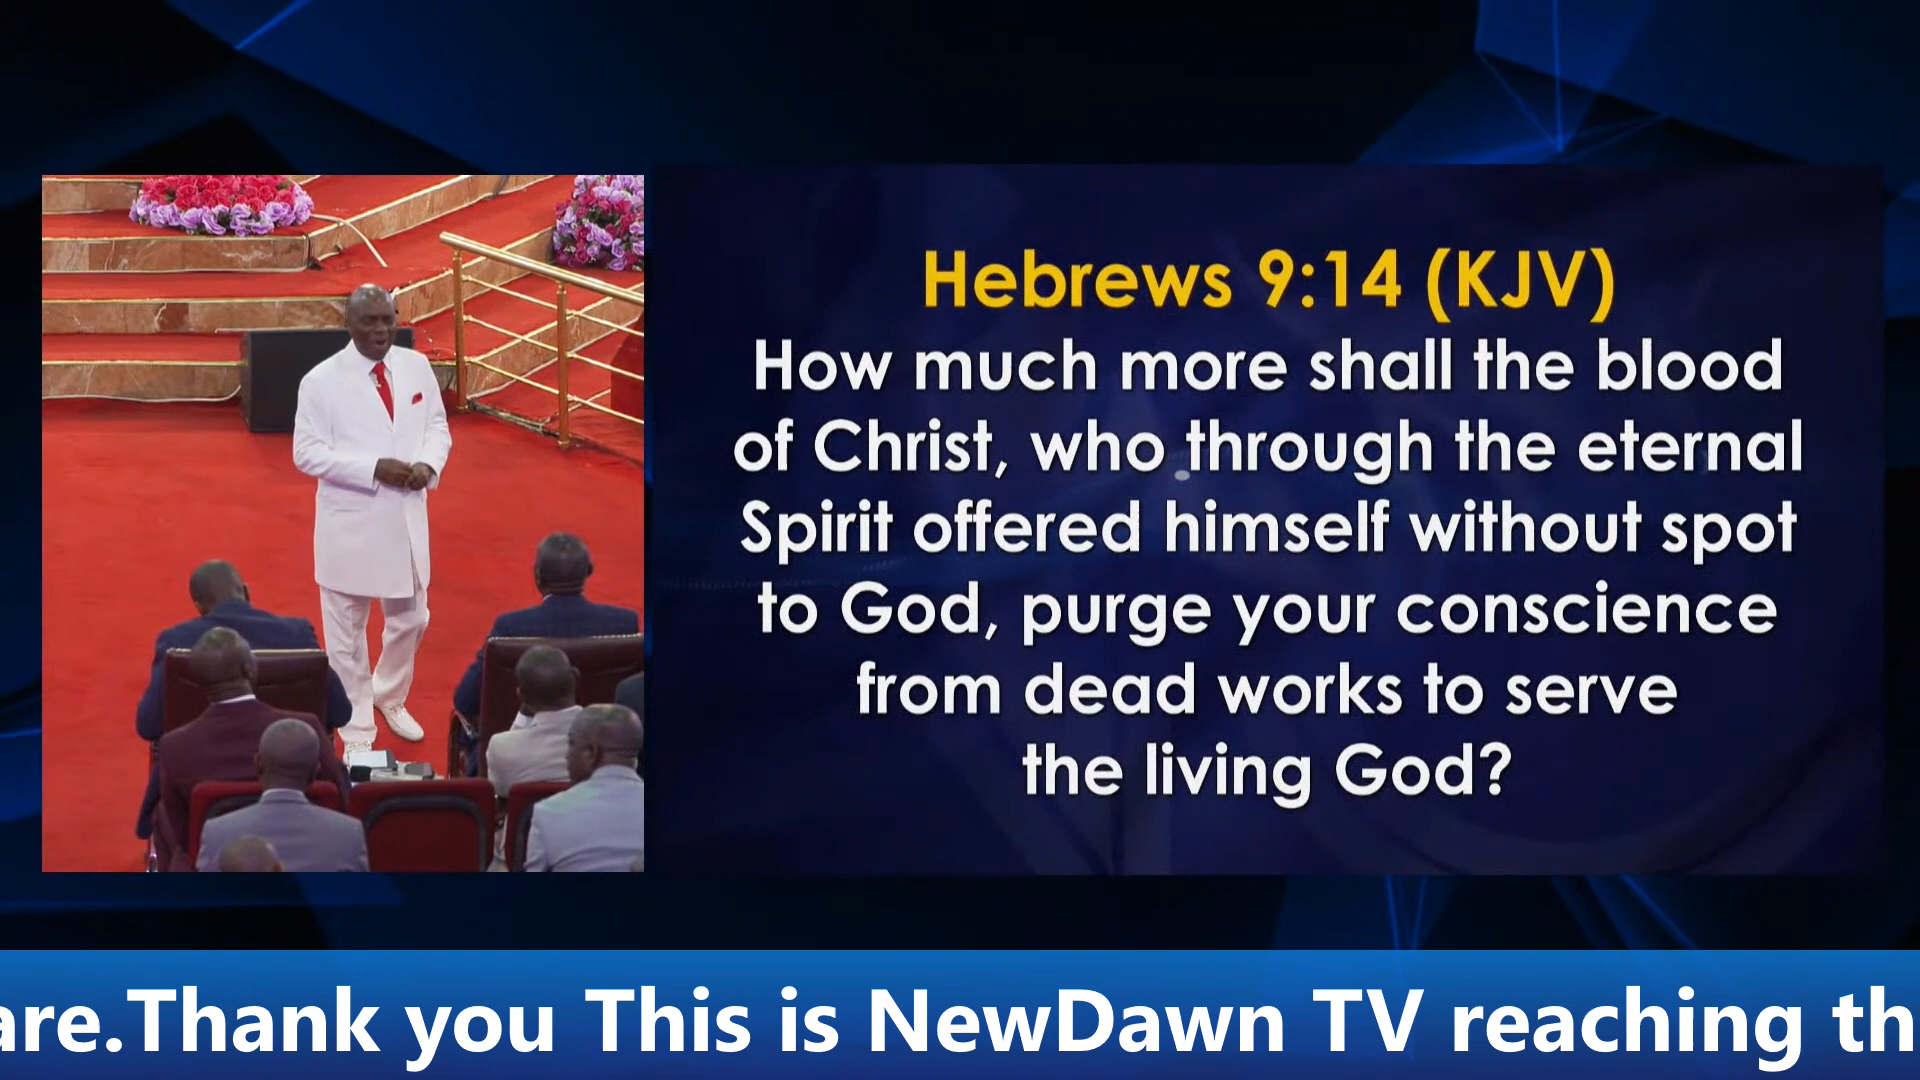 Hebrews 9:14 (KJV)
How much more shall the blood
of Christ, who through the eternal
Spirit offered himself without spot
to God, purge your conscience
from dead works to serve
the living God?
are.Thank you This is NewDawn TV reaching th